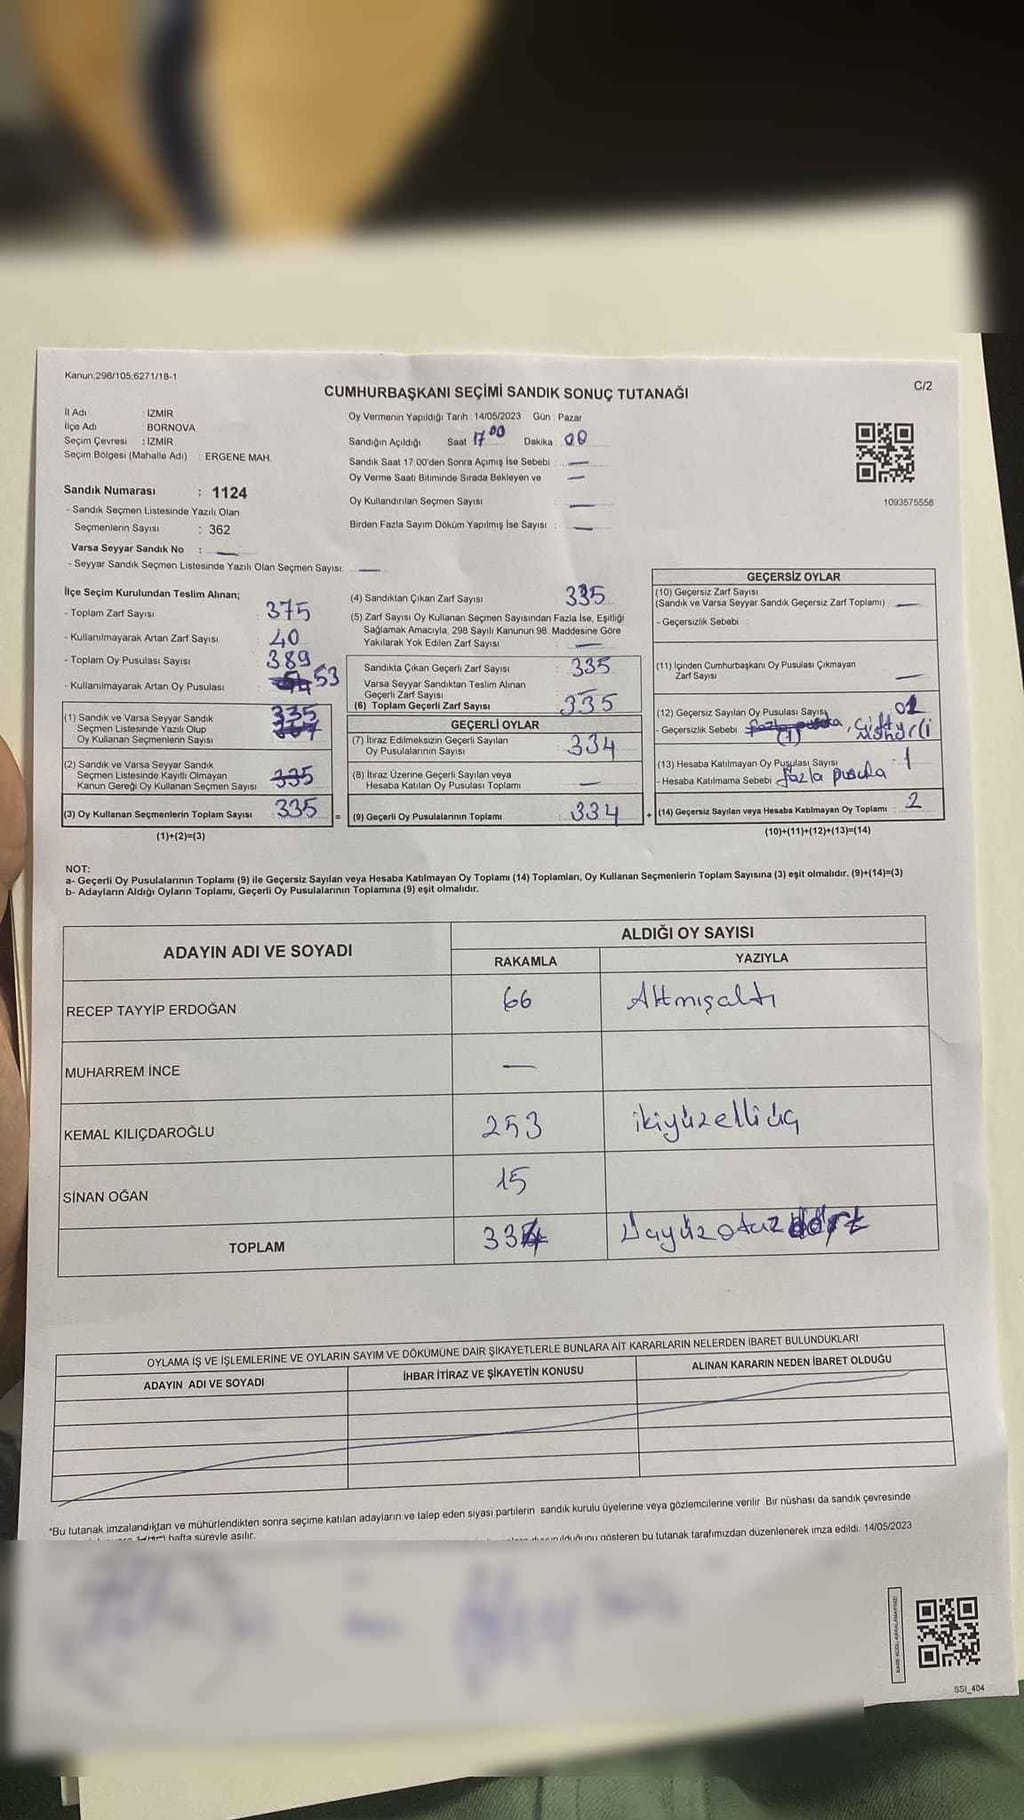 Kanun:298/105,6271/18-1
C/2
CUMHURBAŞKANI SEÇİMİ SANDIK SONUÇ TUTANAĞI
İl Adı : İZMİR
İlçe Adı : BORNOVA
Seçim Çevresi : İZMİR
Seçim Bölgesi (Mahalle Adı) : ERGENE MAH.
Oy Vermenin Yapıldığı Tarih : 14/05/2023 Gün : Pazar
Sandığın Açıldığı Saat 17 00 Dakika : 00
Sandık Saat 17:00'den Sonra Açımış İse Sebebi : —
Oy Verme Saati Bitiminde Sırada Bekleyen ve —
Oy Kullandırılan Seçmen Sayısı : —
Birden Fazla Sayım Döküm Yapılmış İse Sayısı : —
1093575558
Sandık Numarası : 1124
- Sandık Seçmen Listesinde Yazılı Olan
Seçmenlerin Sayısı : 362
Varsa Seyyar Sandık No : —
- Seyyar Sandık Seçmen Listesinde Yazılı Olan Seçmen Sayısı: —
İlçe Seçim Kurulundan Teslim Alınan;
- Toplam Zarf Sayısı : 375
- Kullanılmayarak Artan Zarf Sayısı : 40
- Toplam Oy Pusulası Sayısı : 389
- Kullanılmayarak Artan Oy Pusulası : 53
(1) Sandık ve Varsa Seyyar Sandık 335
Seçmen Listesinde Yazılı Olup
Oy Kullanan Seçmenlerin Sayısı
(2) Sandık ve Varsa Seyyar Sandık
Seçmen Listesinde Kayıtlı Olmayan 335
Kanun Gereği Oy Kullanan Seçmen Sayısı
(3) Oy Kullanan Seçmenlerin Toplam Sayısı : 335
(1)+(2)=(3)
=
(4) Sandıktan Çıkan Zarf Sayısı : 335
(5) Zarf Sayısı Oy Kullanan Seçmen Sayısından Fazla İse, Eşitliği
Sağlamak Amacıyla, 298 Sayılı Kanunun 98. Maddesine Göre
Yakılarak Yok Edilen Zarf Sayısı : —
Sandıkta Çıkan Geçerli Zarf Sayısı : 335
Varsa Seyyar Sandıktan Teslim Alınan
Geçerli Zarf Sayısı :
(6) Toplam Geçerli Zarf Sayısı : 335
GEÇERLİ OYLAR
(7) İtiraz Edilmeksizin Geçerli Sayılan
Oy Pusulalarının Sayısı : 334
(8) İtiraz Üzerine Geçerli Sayılan veya
Hesaba Katılan Oy Pusulası Toplamı : —
(9) Geçerli Oy Pusulalarının Toplamı : 334
+
GEÇERSİZ OYLAR
(10) Geçersiz Zarf Sayısı
(Sandık ve Varsa Seyyar Sandık Geçersiz Zarf Toplamı) : —
- Geçersizlik Sebebi :
(11) İçinden Cumhurbaşkanı Oy Pusulası Çıkmayan
Zarf Sayısı : —
(12) Geçersiz Sayılan Oy Pusulası Sayısı
- Geçersizlik Sebebi : fazla pusula, çift
(1) Mühürlü
(13) Hesaba Katılmayan Oy Pusulası Sayısı : 1
- Hesaba Katılmama Sebebi : fazla pusula
(14) Geçersiz Sayılan veya Hesaba Katılmayan Oy Toplamı : 2
(10)+(11)+(12)+(13)=(14)
NOT:
a- Geçerli Oy Pusulalarının Toplamı (9) ile Geçersiz Sayılan veya Hesaba Katılmayan Oy Toplamı (14) Toplamları, Oy Kullanan Seçmenlerin Toplam Sayısına (3) eşit olmalıdır. (9)+(14)=(3)
b- Adayların Aldığı Oyların Toplamı, Geçerli Oy Pusulalarının Toplamına (9) eşit olmalıdır.
ADAYIN ADI VE SOYADI
ALDIĞI OY SAYISI
RAKAMLA YAZIYLA
RECEP TAYYİP ERDOĞAN 66 Altmışaltı
MUHARREM İNCE —
KEMAL KILIÇDAROĞLU 253 ikiyüzelliüç
SİNAN OĞAN 15
TOPLAM 334 Üçyüzotuz dört
OYLAMA İŞ VE İŞLEMLERİNE VE OYLARIN SAYIM VE DÖKÜMÜNE DAİR ŞİKAYETLERLE BUNLARA AİT KARARLARIN NELERDEN İBARET BULUNDUKLARI
ADAYIN ADI VE SOYADI İHBAR İTİRAZ VE ŞİKAYETİN KONUSU ALINAN KARARIN NEDEN İBARET OLDUĞU
*Bu tutanak imzalandıktan ve mühürlendikten sonra seçime katılan adayların ve talep eden siyasi partilerin sandık kurulu üyelerine veya gözlemcilerine verilir. Bir nüshası da sandık çevresinde
hafta süreyle asılır.
gösteren bu tutanak tarafımızdan düzenlenerek imza edildi. 14/05/2023
SSİ_404